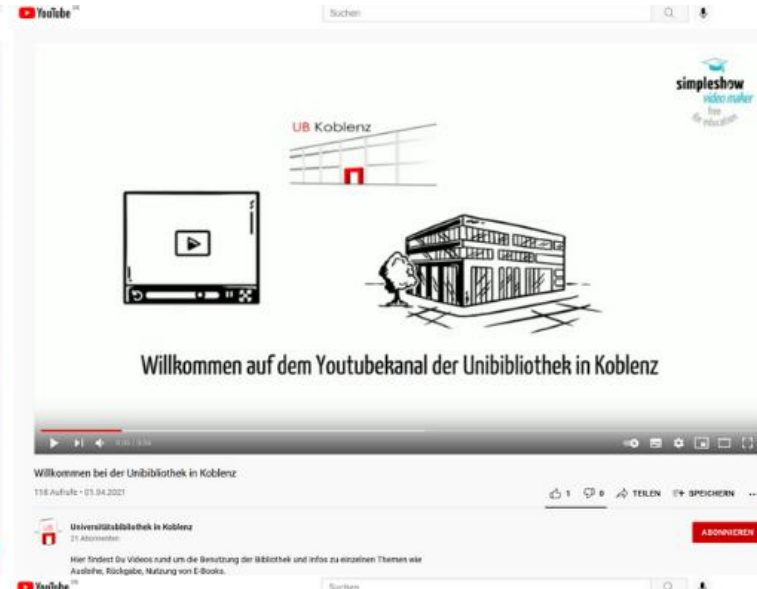 YouTube DE
Suchen
simpleshow
video maker
free
for education
UB Koblenz
Willkommen auf dem Youtubekanal der Unibibliothek in Koblenz
Willkommen bei der Unibibliothek in Koblenz
118 Aufrufe • 01.04.2021
1 0 TEILEN SPEICHERN ...
Universitätsbibliothek in Koblenz
21 Abonnenten
ABONNIEREN
Hier findest Du Videos rund um die Benutzung der Bibliothek und Infos zu einzelnen Themen wie
Ausleihe, Rückgabe, Nutzung von E-Books.
YouTube
Suchen